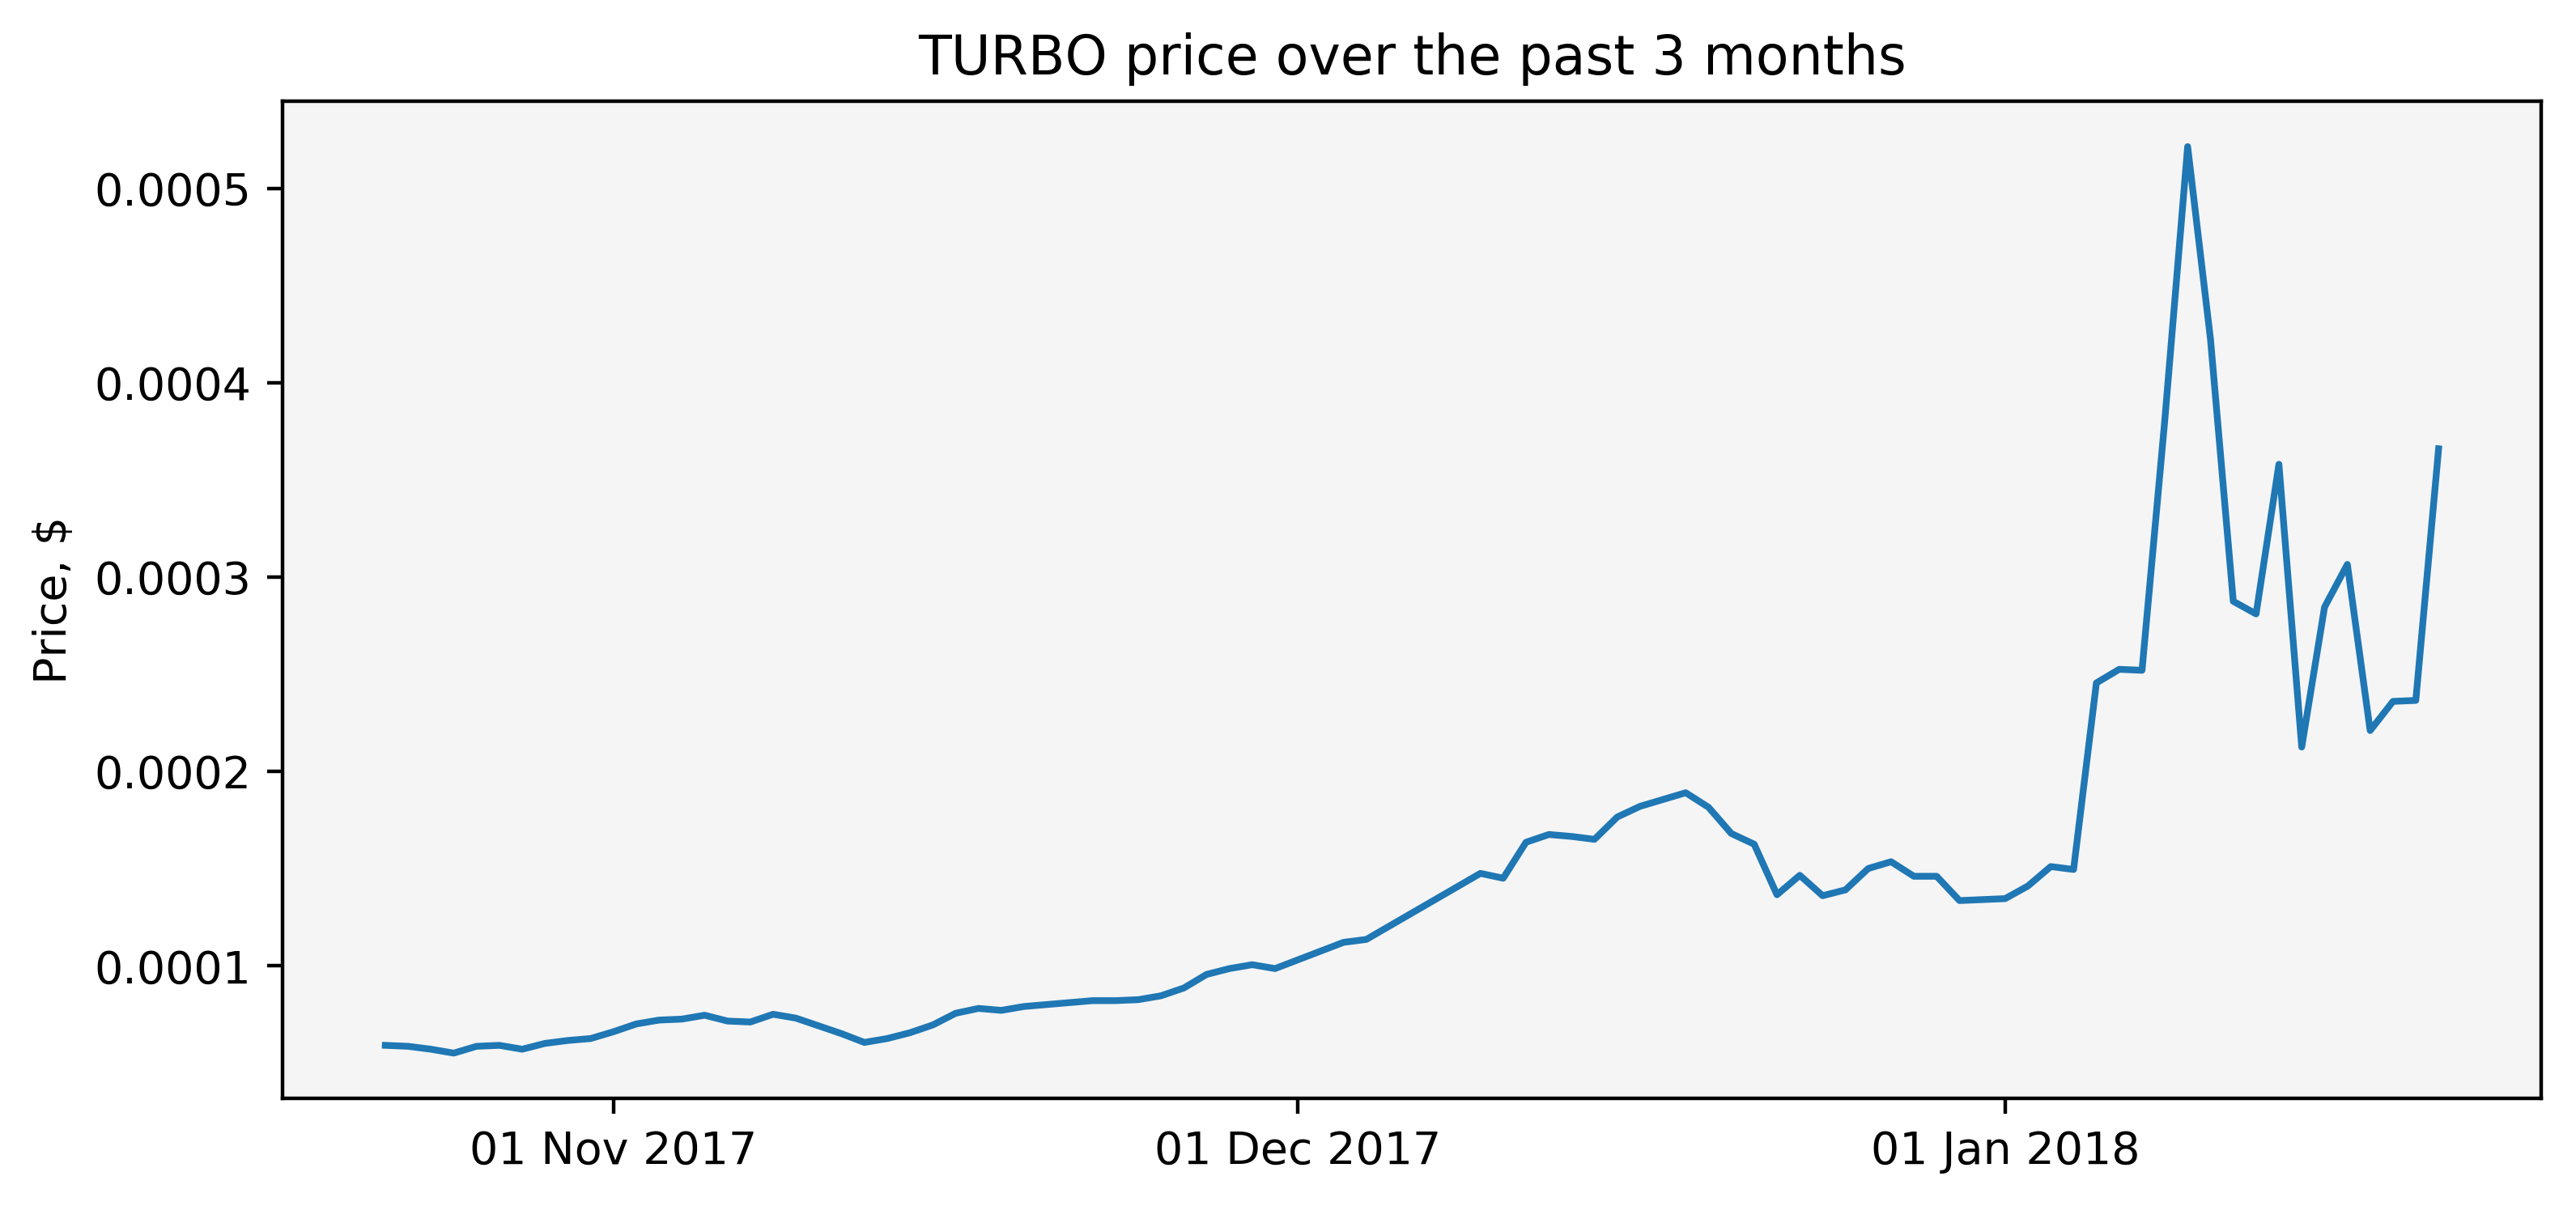 TURBO price over the past 3 months
Price, $
0.0005
0.0004
0.0003
0.0002
0.0001
01 Nov 2017
01 Dec 2017
01 Jan 2018